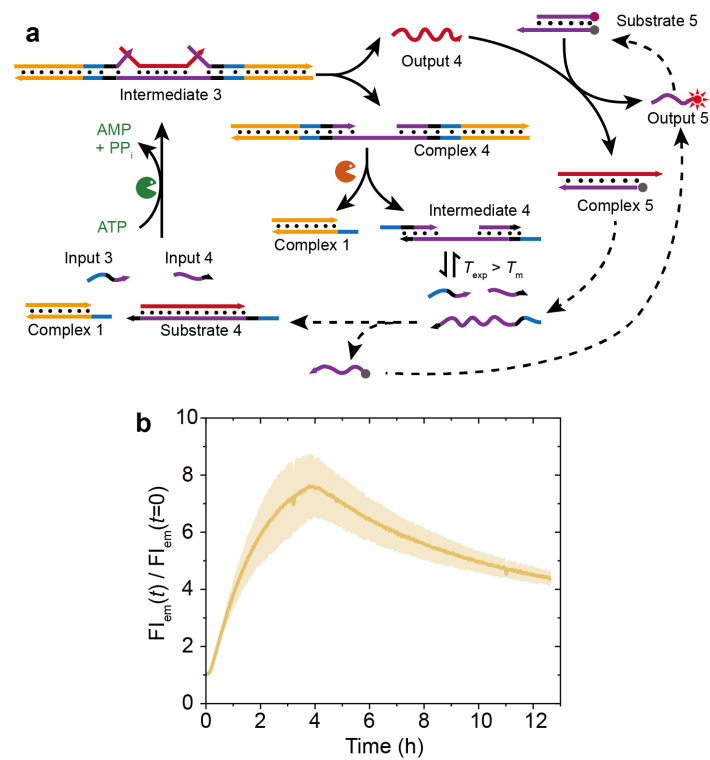 a
Substrate 5
Output 4
Intermediate 3
Output 5
AMP
+ PPi
Complex 4
Complex 5
ATP
Complex 1
Intermediate 4
Input 3
Input 4
Texp > Tm
Complex 1
Substrate 4
b
FIem(t) / FIem(t=0)
10
8
6
4
2
0
0
2
4
6
8
10
12
Time (h)